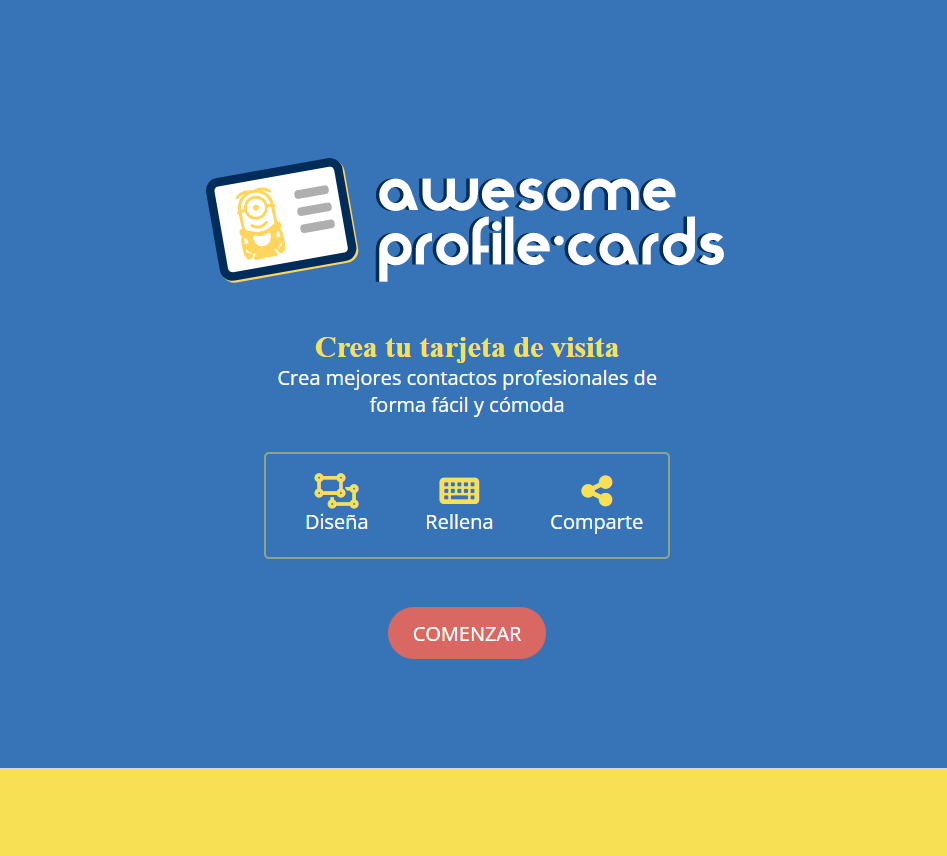 awesome
profile·cards
Crea tu tarjeta de visita
Crea mejores contactos profesionales de
forma fácil y cómoda
Diseña Rellena Comparte
COMENZAR